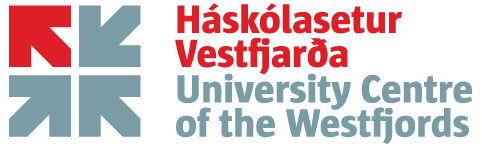 Háskólasetur
Vestfjarða
University Centre
of the Westfjords